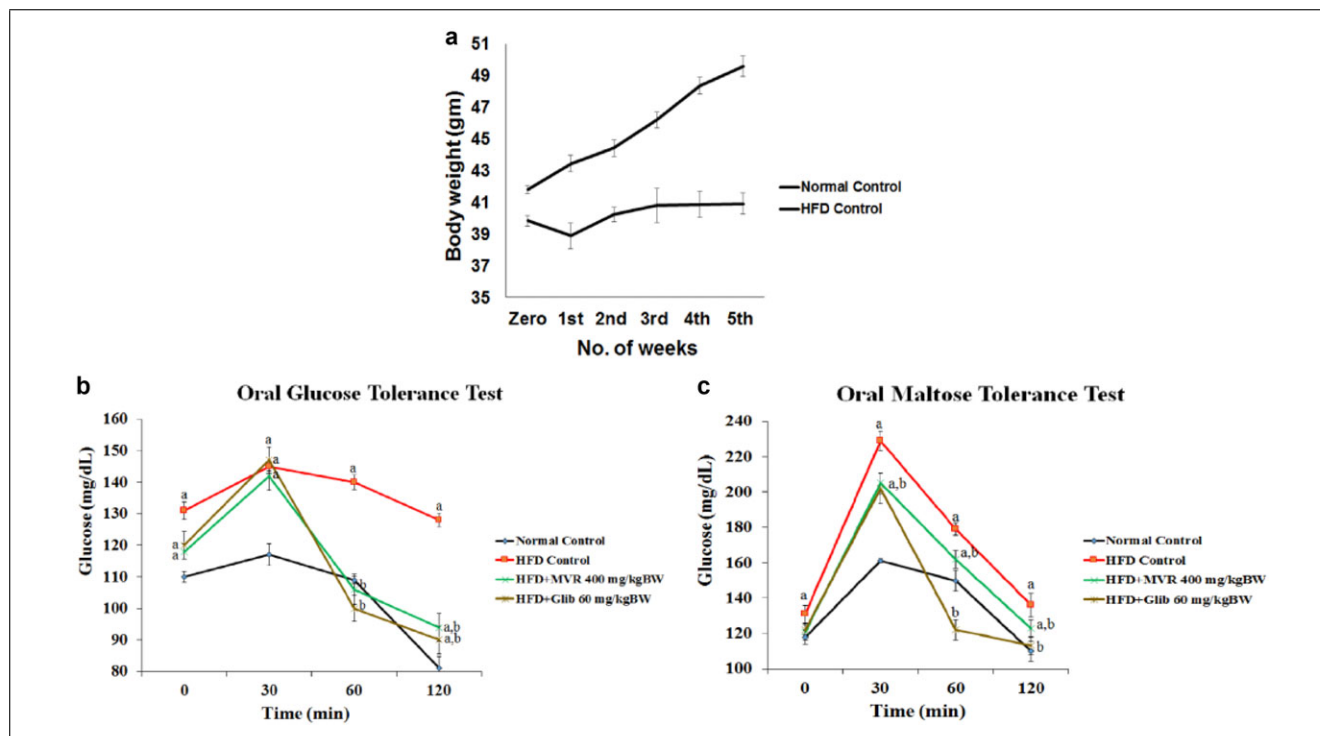 a
51
49
47
45
43
41
39
37
35
Body weight (gm)
Zero 1st 2nd 3rd 4th 5th
No. of weeks
Normal Control
HFD Control
b
Oral Glucose Tolerance Test
160
150
140
130
120
110
100
90
80
Glucose (mg/dL)
a
a
a
a
a
a
a
a
b
b
a,b
a,b
0 30 60 120
Time (min)
Normal Control
HFD Control
HFD+MVR 400 mg/kgBW
HFD+Glib 60 mg/kgBW
c
Oral Maltose Tolerance Test
240
220
200
180
160
140
120
100
Glucose (mg/dL)
a
a
a,b
a
a,b
b
a
a,b
b
0 30 60 120
Time (min)
Normal Control
HFD Control
HFD+MVR 400 mg/kgBW
HFD+Glib 60 mg/kgBW